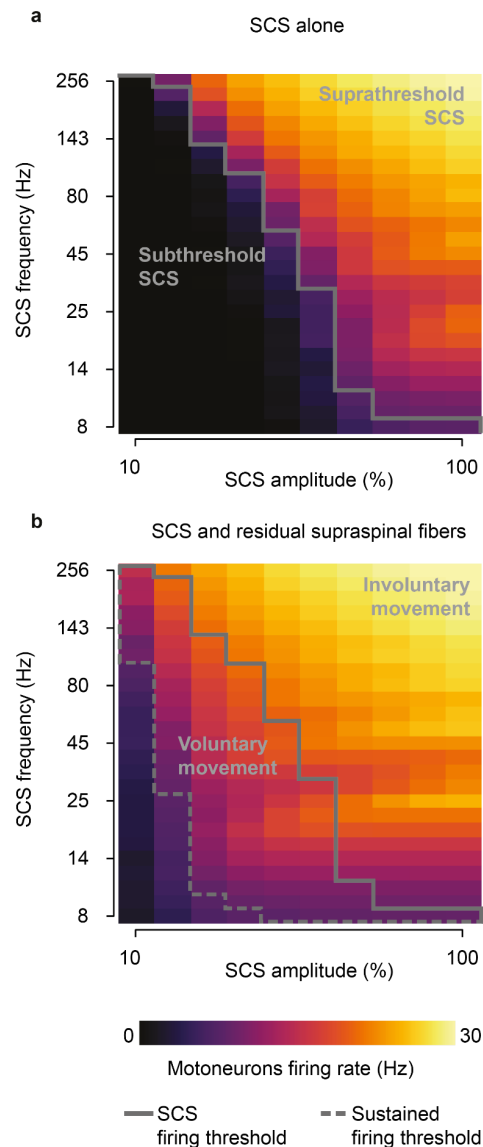 a
SCS alone
SCS frequency (Hz)
256
143
80
45
25
14
8
Suprathreshold
SCS
Subthreshold
SCS
10
100
SCS amplitude (%)
b
SCS and residual supraspinal fibers
SCS frequency (Hz)
256
143
80
45
25
14
8
Involuntary
movement
Voluntary
movement
10
100
SCS amplitude (%)
0
30
Motoneurons firing rate (Hz)
SCS
firing threshold
Sustained
firing threshold